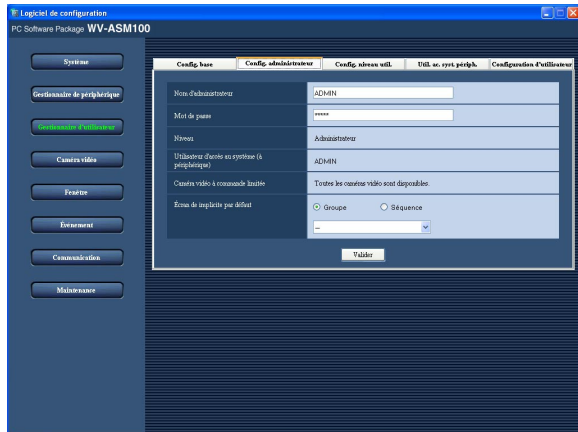 Logiciel de configuration
PC Software Package WV-ASM100
Système
Gestionnaire de périphérique
Gestionnaire d'utilisateur
Caméra vidéo
Fenêtre
Événement
Communication
Maintenance
Config. base
Config. administrateur
Config. niveau util.
Util. ac. syst. périph.
Configuration d'utilisateur
Nom d'administrateur
ADMIN
Mot de passe
*****
Niveau
Administrateur
Utilisateur d'accès au système (à
périphérique)
ADMIN
Caméra vidéo à commande limitée
Toutes les caméras vidéo sont disponibles.
Écran de implicite par défaut
Groupe
Séquence
--
Valider